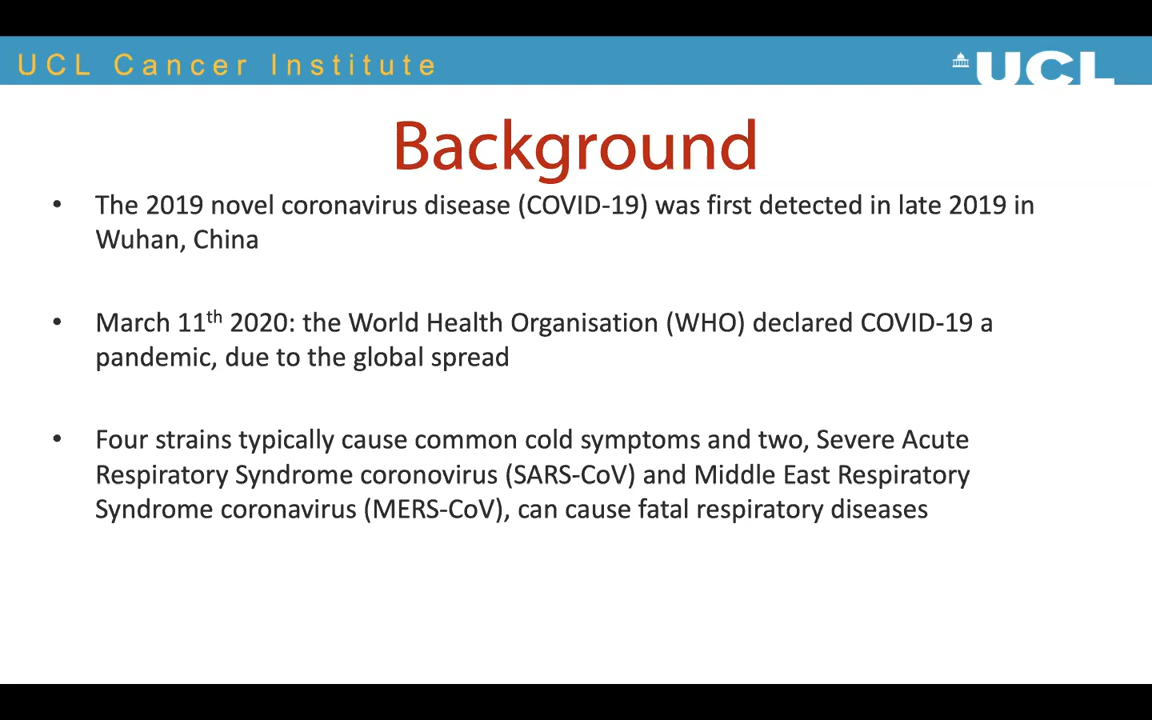 UCL Cancer Institute
UCL
Background
• The 2019 novel coronavirus disease (COVID-19) was first detected in late 2019 in
Wuhan, China
• March 11th 2020: the World Health Organisation (WHO) declared COVID-19 a
pandemic, due to the global spread
• Four strains typically cause common cold symptoms and two, Severe Acute
Respiratory Syndrome coronovirus (SARS-CoV) and Middle East Respiratory
Syndrome coronavirus (MERS-CoV), can cause fatal respiratory diseases